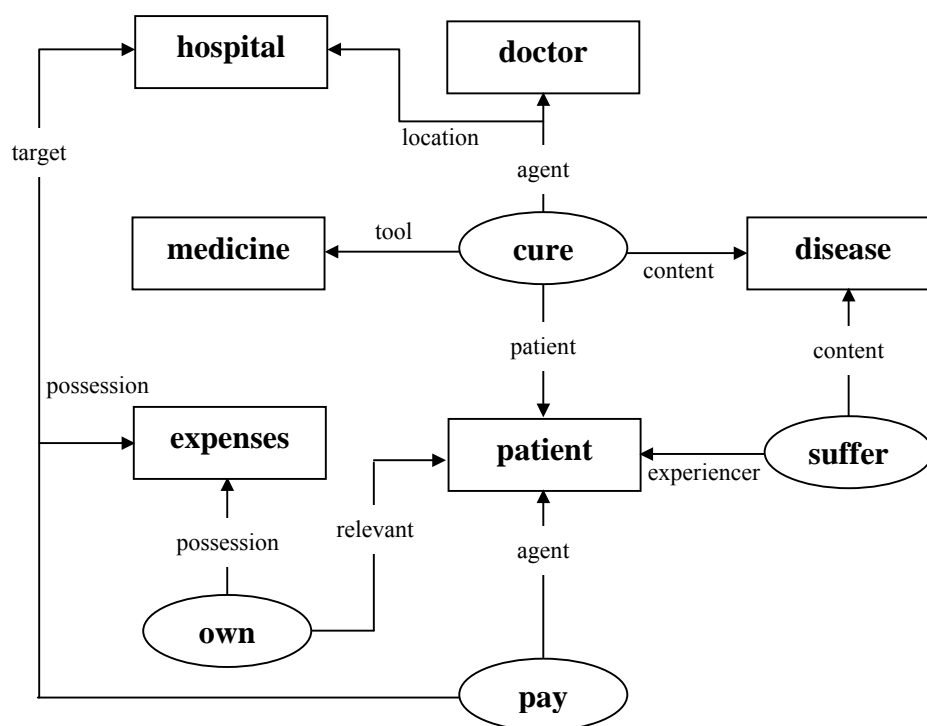 hospital
doctor
location
target
agent
medicine
tool
cure
content
disease
patient
content
possession
expenses
patient
experiencer
suffer
possession
relevant
agent
own
pay